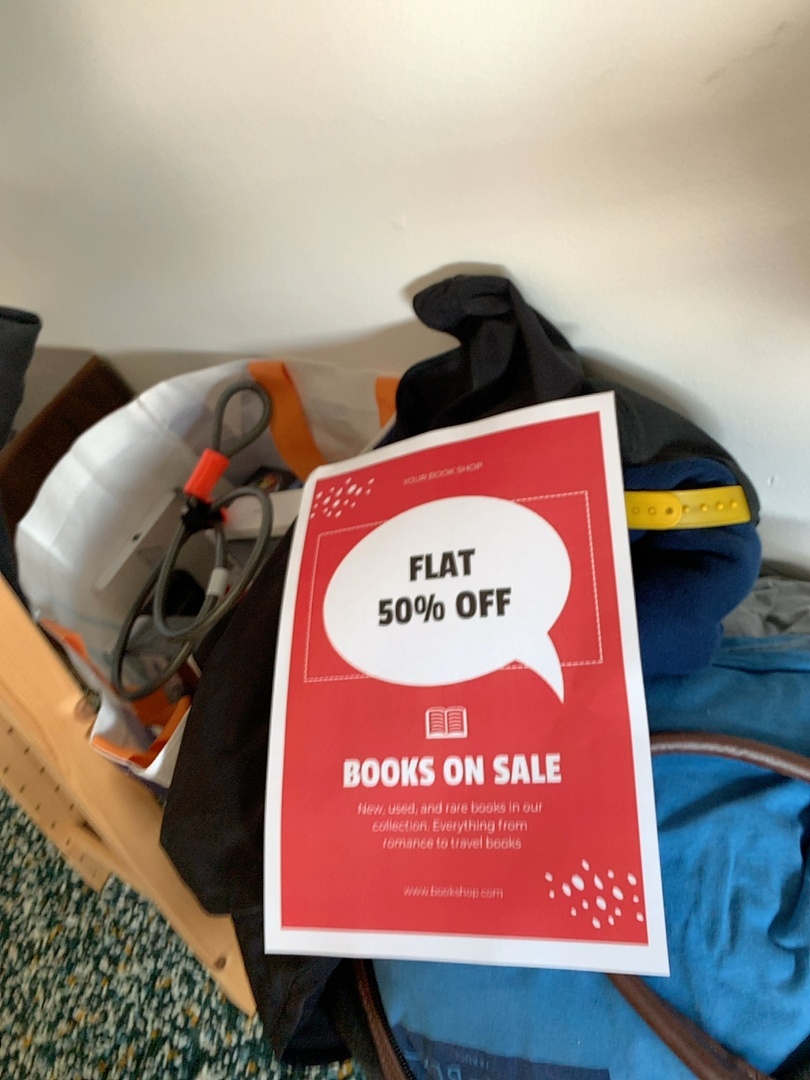 YOUR BOOK SHOP
FLAT
50% OFF
BOOKS ON SALE
New, used, and rare books in our
collection. Everything from
romance to travel books
www.bookshop.com